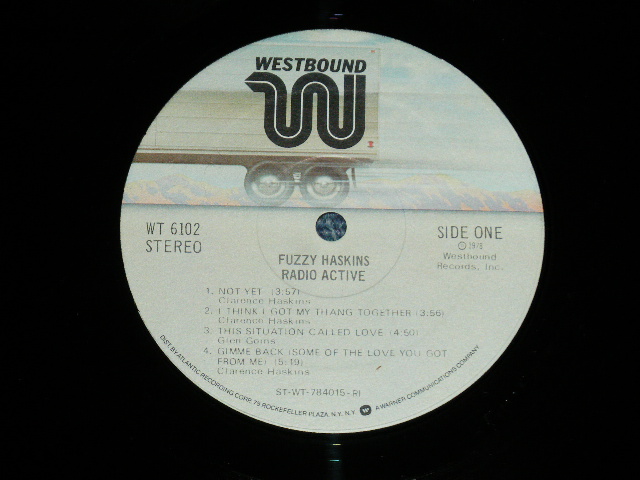 WESTBOUND
WT 6102
STEREO
SIDE ONE
Ⓟ 1978
Westbound
Records, Inc.
FUZZY HASKINS
RADIO ACTIVE
1. NOT YET (3:57)
Clarence Haskins
2. I THINK I GOT MY THANG TOGETHER (3:56)
Clarence Haskins
3. THIS SITUATION CALLED LOVE (4:50)
Glen Goins
4. GIMME BACK (SOME OF THE LOVE YOU GOT
FROM ME) (5:19)
Clarence Haskins
ST-WT-784015-RI
DIST. BY ATLANTIC RECORDING CORP. 75 ROCKEFELLER PLAZA, N.Y. N.Y. A WARNER COMMUNICATIONS COMPANY